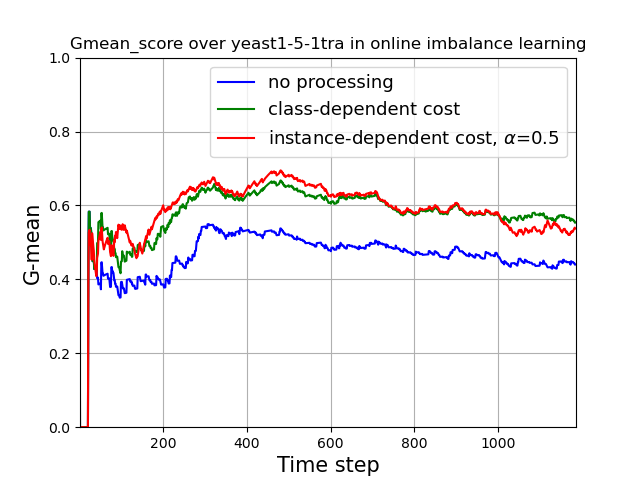 Gmean_score over yeast1-5-1tra in online imbalance learning
no processing
class-dependent cost
instance-dependent cost, α=0.5
G-mean
1.0
0.8
0.6
0.4
0.2
0.0
200 400 600 800 1000
Time step